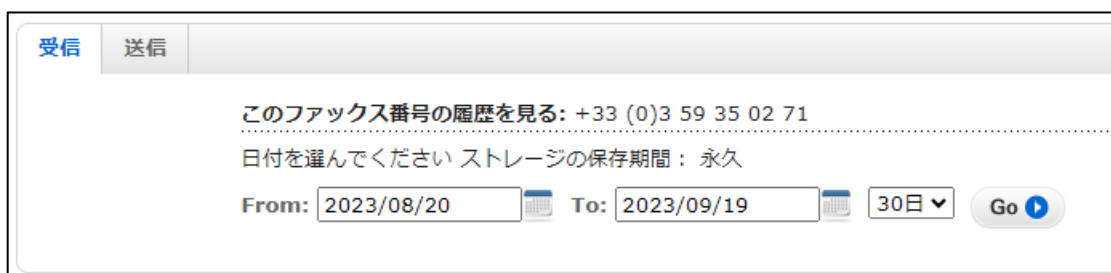 受信 送信
このファックス番号の履歴を見る: +33 (0)3 59 35 02 71
日付を選んでください ストレージの保存期間： 永久
From: 2023/08/20 To: 2023/09/19 30日 Go